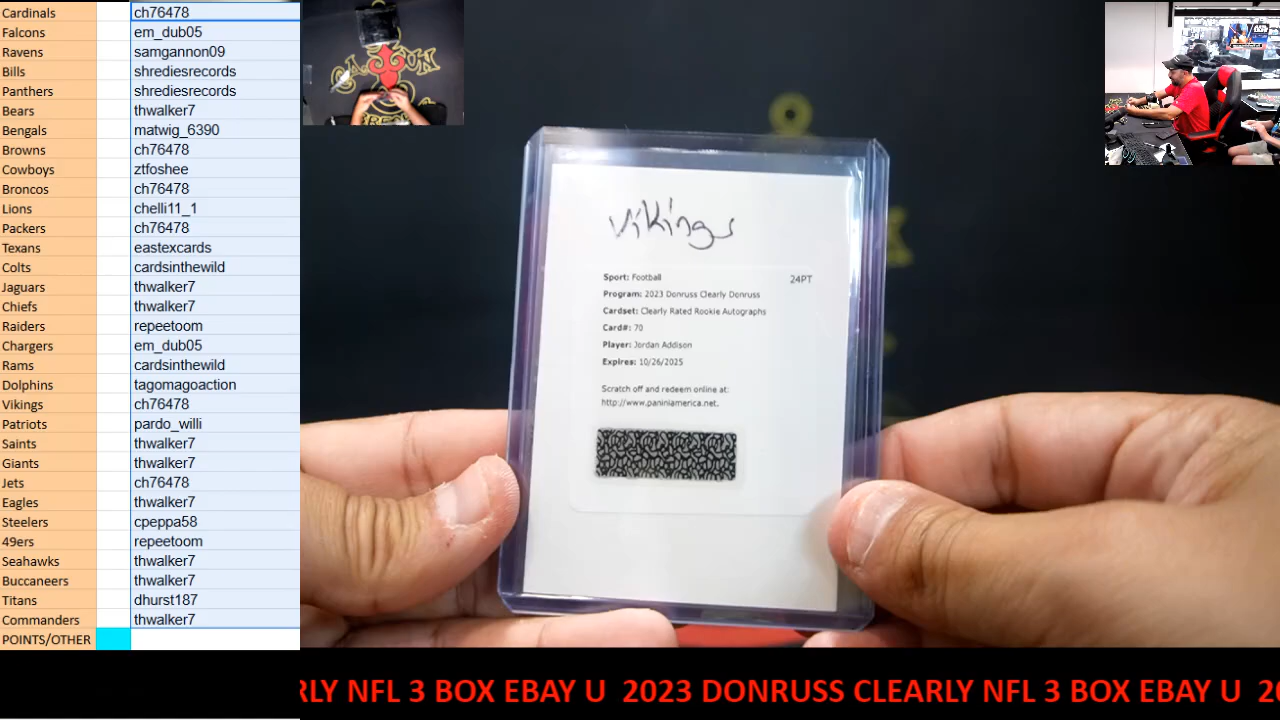 Cardinals ch76478
Falcons em_dub05
Ravens samgannon09
Bills shrediesrecords
Panthers shrediesrecords
Bears thwalker7
Bengals matwig_6390
Browns ch76478
Cowboys ztfoshee
Broncos ch76478
Lions chelli11_1
Packers ch76478
Texans eastexcards
Colts cardsinthewild
Jaguars thwalker7
Chiefs thwalker7
Raiders repeetoom
Chargers em_dub05
Rams cardsinthewild
Dolphins tagomagoaction
Vikings ch76478
Patriots pardo_willi
Saints thwalker7
Giants thwalker7
Jets ch76478
Eagles thwalker7
Steelers cpeppa58
49ers repeetoom
Seahawks thwalker7
Buccaneers thwalker7
Titans dhurst187
Commanders thwalker7
POINTS/OTHER
Vikings
Sport: Football 24PT
Program: 2023 Donruss Clearly Donruss
Cardset: Clearly Rated Rookie Autographs
Card#: 70
Player: Jordan Addison
Expires: 10/26/2025
Scratch off and redeem online at:
http://www.paniniamerica.net.
RLY NFL 3 BOX EBAY U 2023 DONRUSS CLEARLY NFL 3 BOX EBAY U